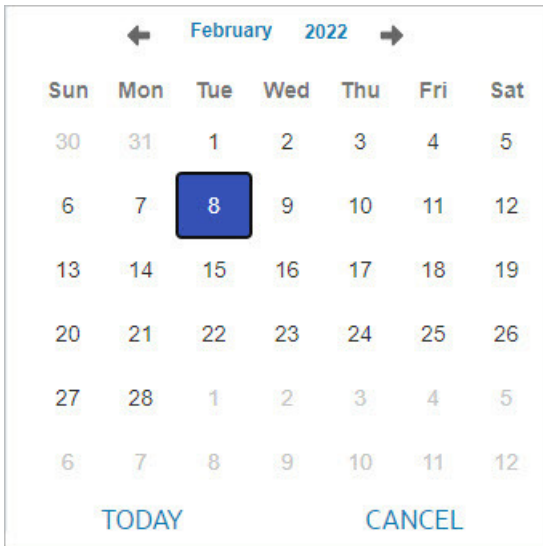 February 2022
Sun Mon Tue Wed Thu Fri Sat
30 31 1 2 3 4 5
6 7 8 9 10 11 12
13 14 15 16 17 18 19
20 21 22 23 24 25 26
27 28 1 2 3 4 5
6 7 8 9 10 11 12
TODAY CANCEL